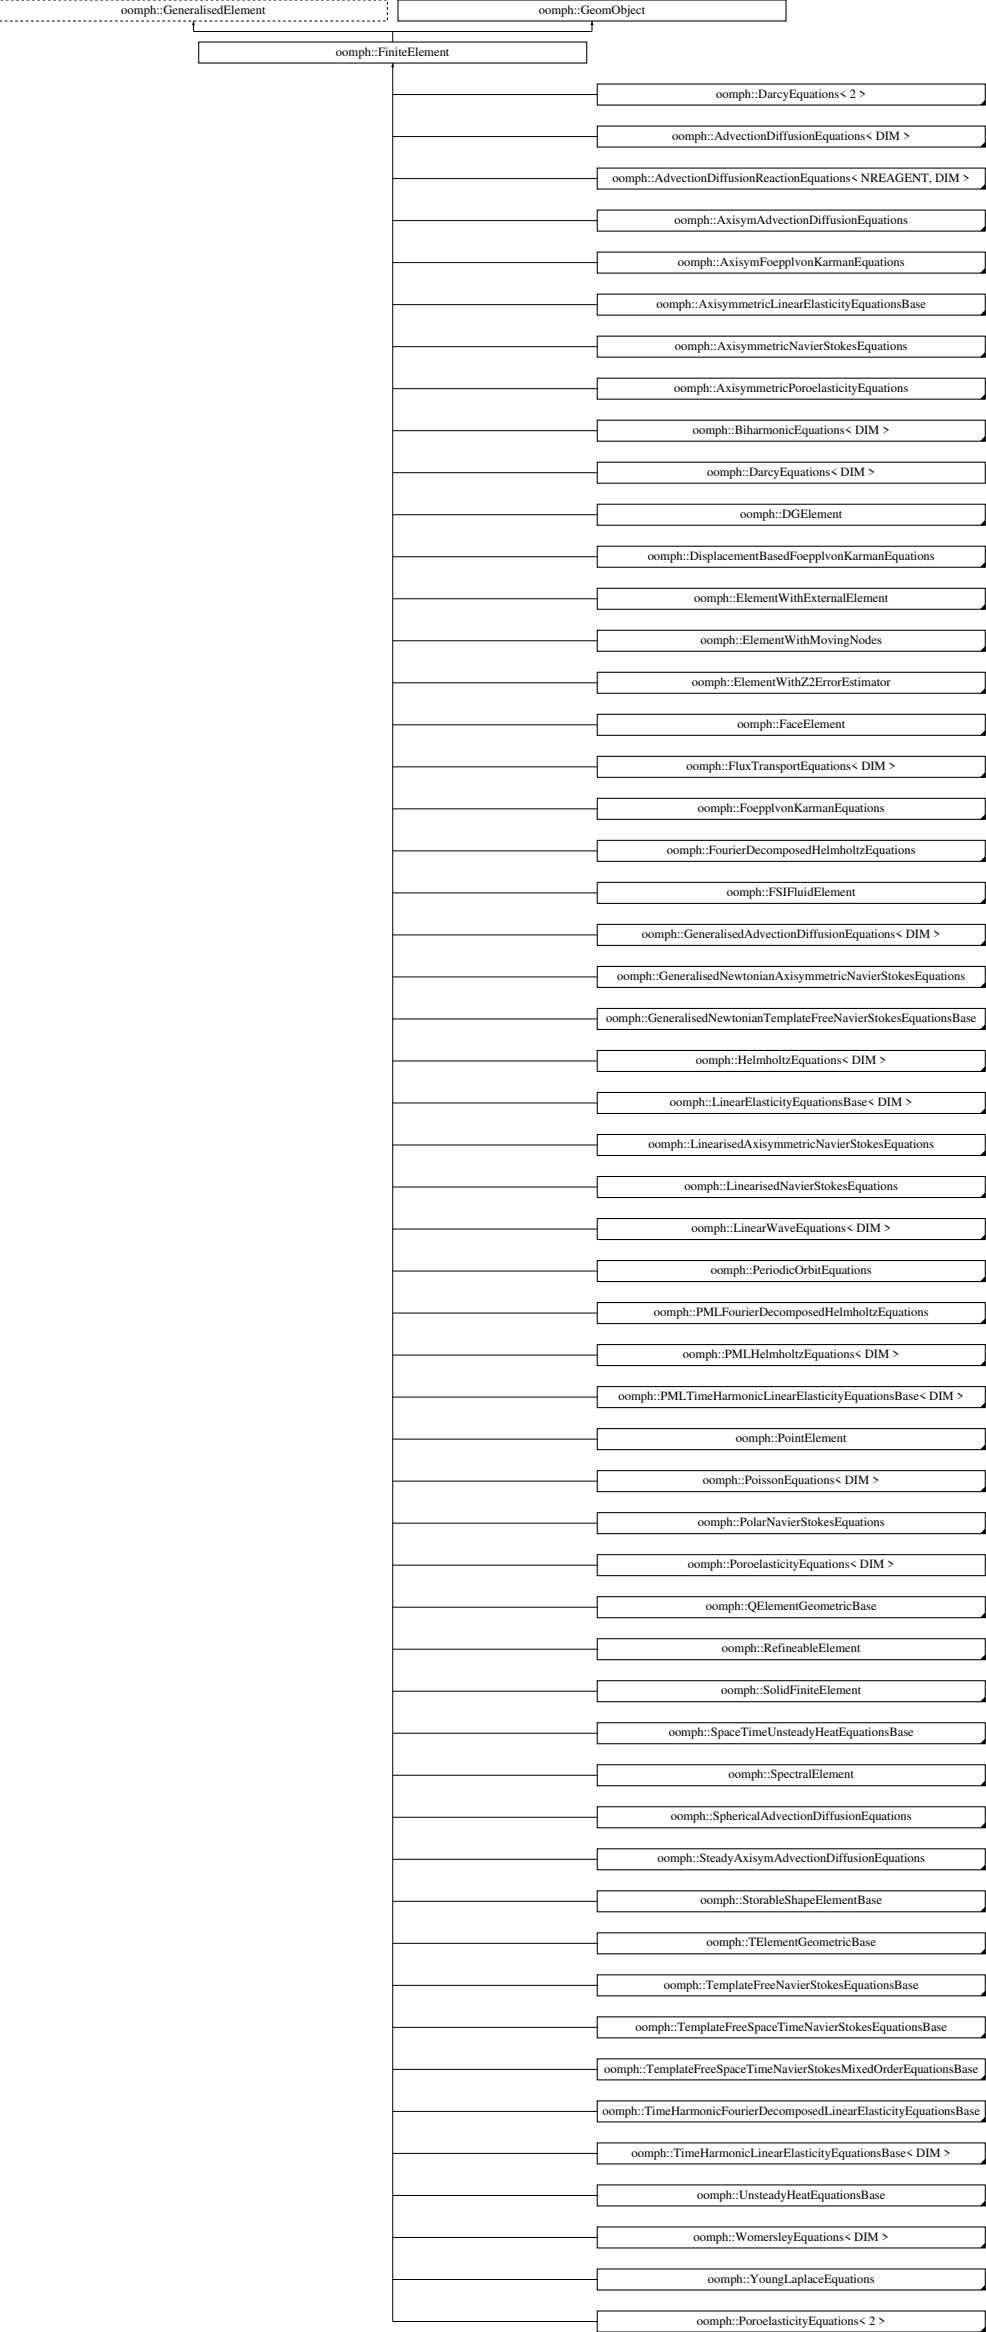 oomph::GeneralisedElement
oomph::GeomObject
oomph::FiniteElement
oomph::DarcyEquations< 2 >
oomph::AdvectionDiffusionEquations< DIM >
oomph::AdvectionDiffusionReactionEquations< NREAGENT, DIM >
oomph::AxisymAdvectionDiffusionEquations
oomph::AxisymFoepplvonKarmanEquations
oomph::AxisymmetricLinearElasticityEquationsBase
oomph::AxisymmetricNavierStokesEquations
oomph::AxisymmetricPoroelasticityEquations
oomph::BiharmonicEquations< DIM >
oomph::DarcyEquations< DIM >
oomph::DGElement
oomph::DisplacementBasedFoepplvonKarmanEquations
oomph::ElementWithExternalElement
oomph::ElementWithMovingNodes
oomph::ElementWithZ2ErrorEstimator
oomph::FaceElement
oomph::FluxTransportEquations< DIM >
oomph::FoepplvonKarmanEquations
oomph::FourierDecomposedHelmholtzEquations
oomph::FSIFluidElement
oomph::GeneralisedAdvectionDiffusionEquations< DIM >
oomph::GeneralisedNewtonianAxisymmetricNavierStokesEquations
oomph::GeneralisedNewtonianTemplateFreeNavierStokesEquationsBase
oomph::HelmholtzEquations< DIM >
oomph::LinearElasticityEquationsBase< DIM >
oomph::LinearisedAxisymmetricNavierStokesEquations
oomph::LinearisedNavierStokesEquations
oomph::LinearWaveEquations< DIM >
oomph::PeriodicOrbitEquations
oomph::PMLFourierDecomposedHelmholtzEquations
oomph::PMLHelmholtzEquations< DIM >
oomph::PMLTimeHarmonicLinearElasticityEquationsBase< DIM >
oomph::PointElement
oomph::PoissonEquations< DIM >
oomph::PolarNavierStokesEquations
oomph::PoroelasticityEquations< DIM >
oomph::QElementGeometricBase
oomph::RefineableElement
oomph::SolidFiniteElement
oomph::SpaceTimeUnsteadyHeatEquationsBase
oomph::SpectralElement
oomph::SphericalAdvectionDiffusionEquations
oomph::SteadyAxisymAdvectionDiffusionEquations
oomph::StorableShapeElementBase
oomph::TElementGeometricBase
oomph::TemplateFreeNavierStokesEquationsBase
oomph::TemplateFreeSpaceTimeNavierStokesEquationsBase
oomph::TemplateFreeSpaceTimeNavierStokesMixedOrderEquationsBase
oomph::TimeHarmonicFourierDecomposedLinearElasticityEquationsBase
oomph::TimeHarmonicLinearElasticityEquationsBase< DIM >
oomph::UnsteadyHeatEquationsBase
oomph::WomersleyEquations< DIM >
oomph::YoungLaplaceEquations
oomph::PoroelasticityEquations< 2 >